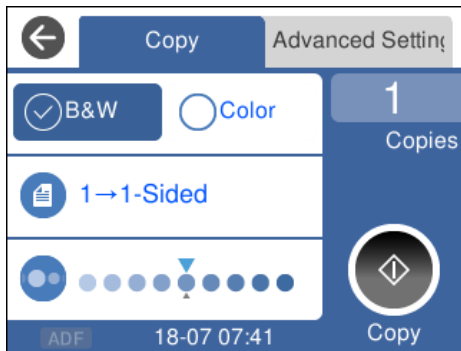 Copy
Advanced Setting
B&W
Color
1
Copies
1→1-Sided
ADF
18-07 07:41
Copy